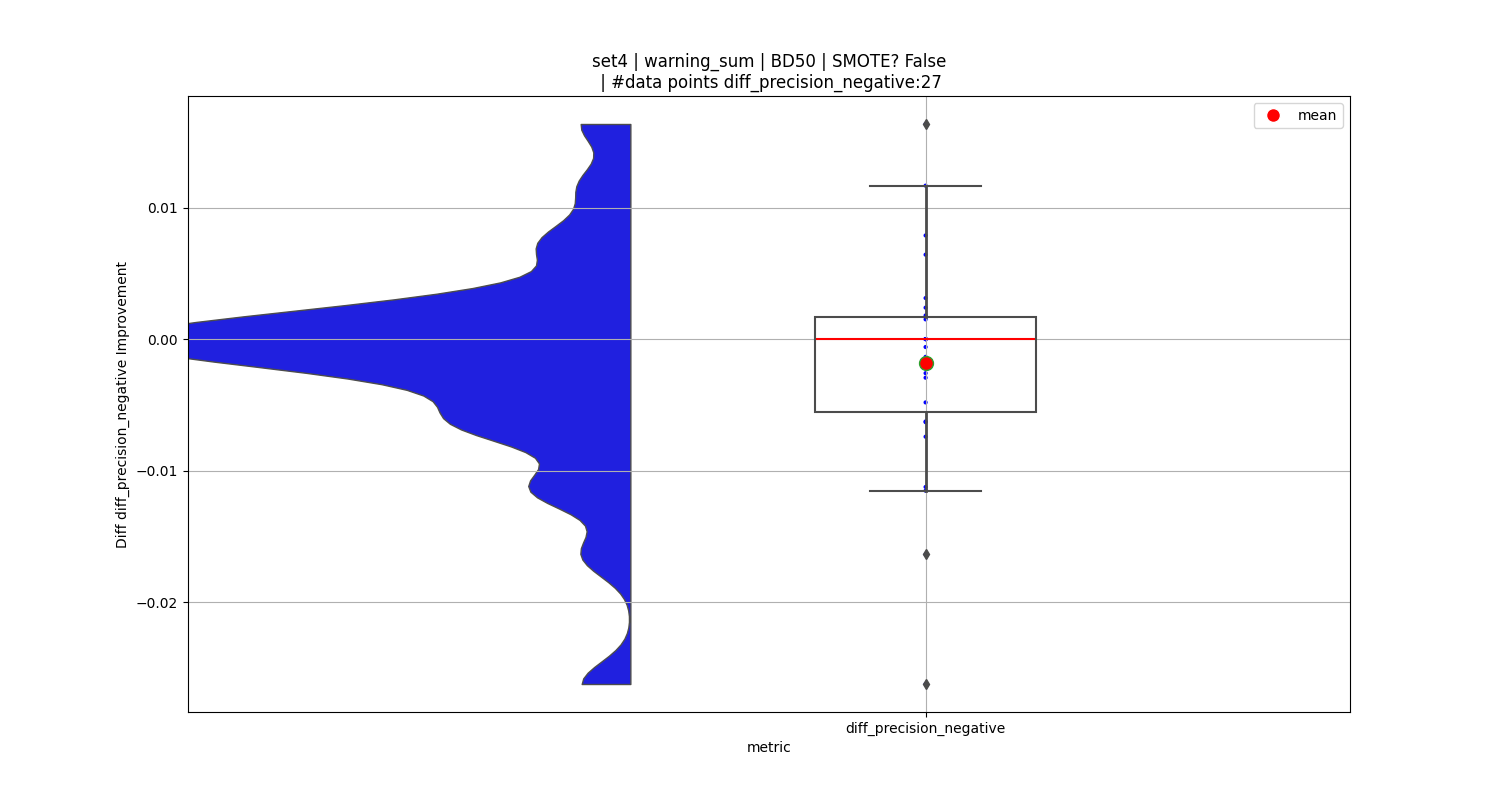 set4 | warning_sum | BD50 | SMOTE? False
| #data points diff_precision_negative:27
mean
0.01
0.00
−0.01
−0.02
Diff diff_precision_negative Improvement
diff_precision_negative
metric